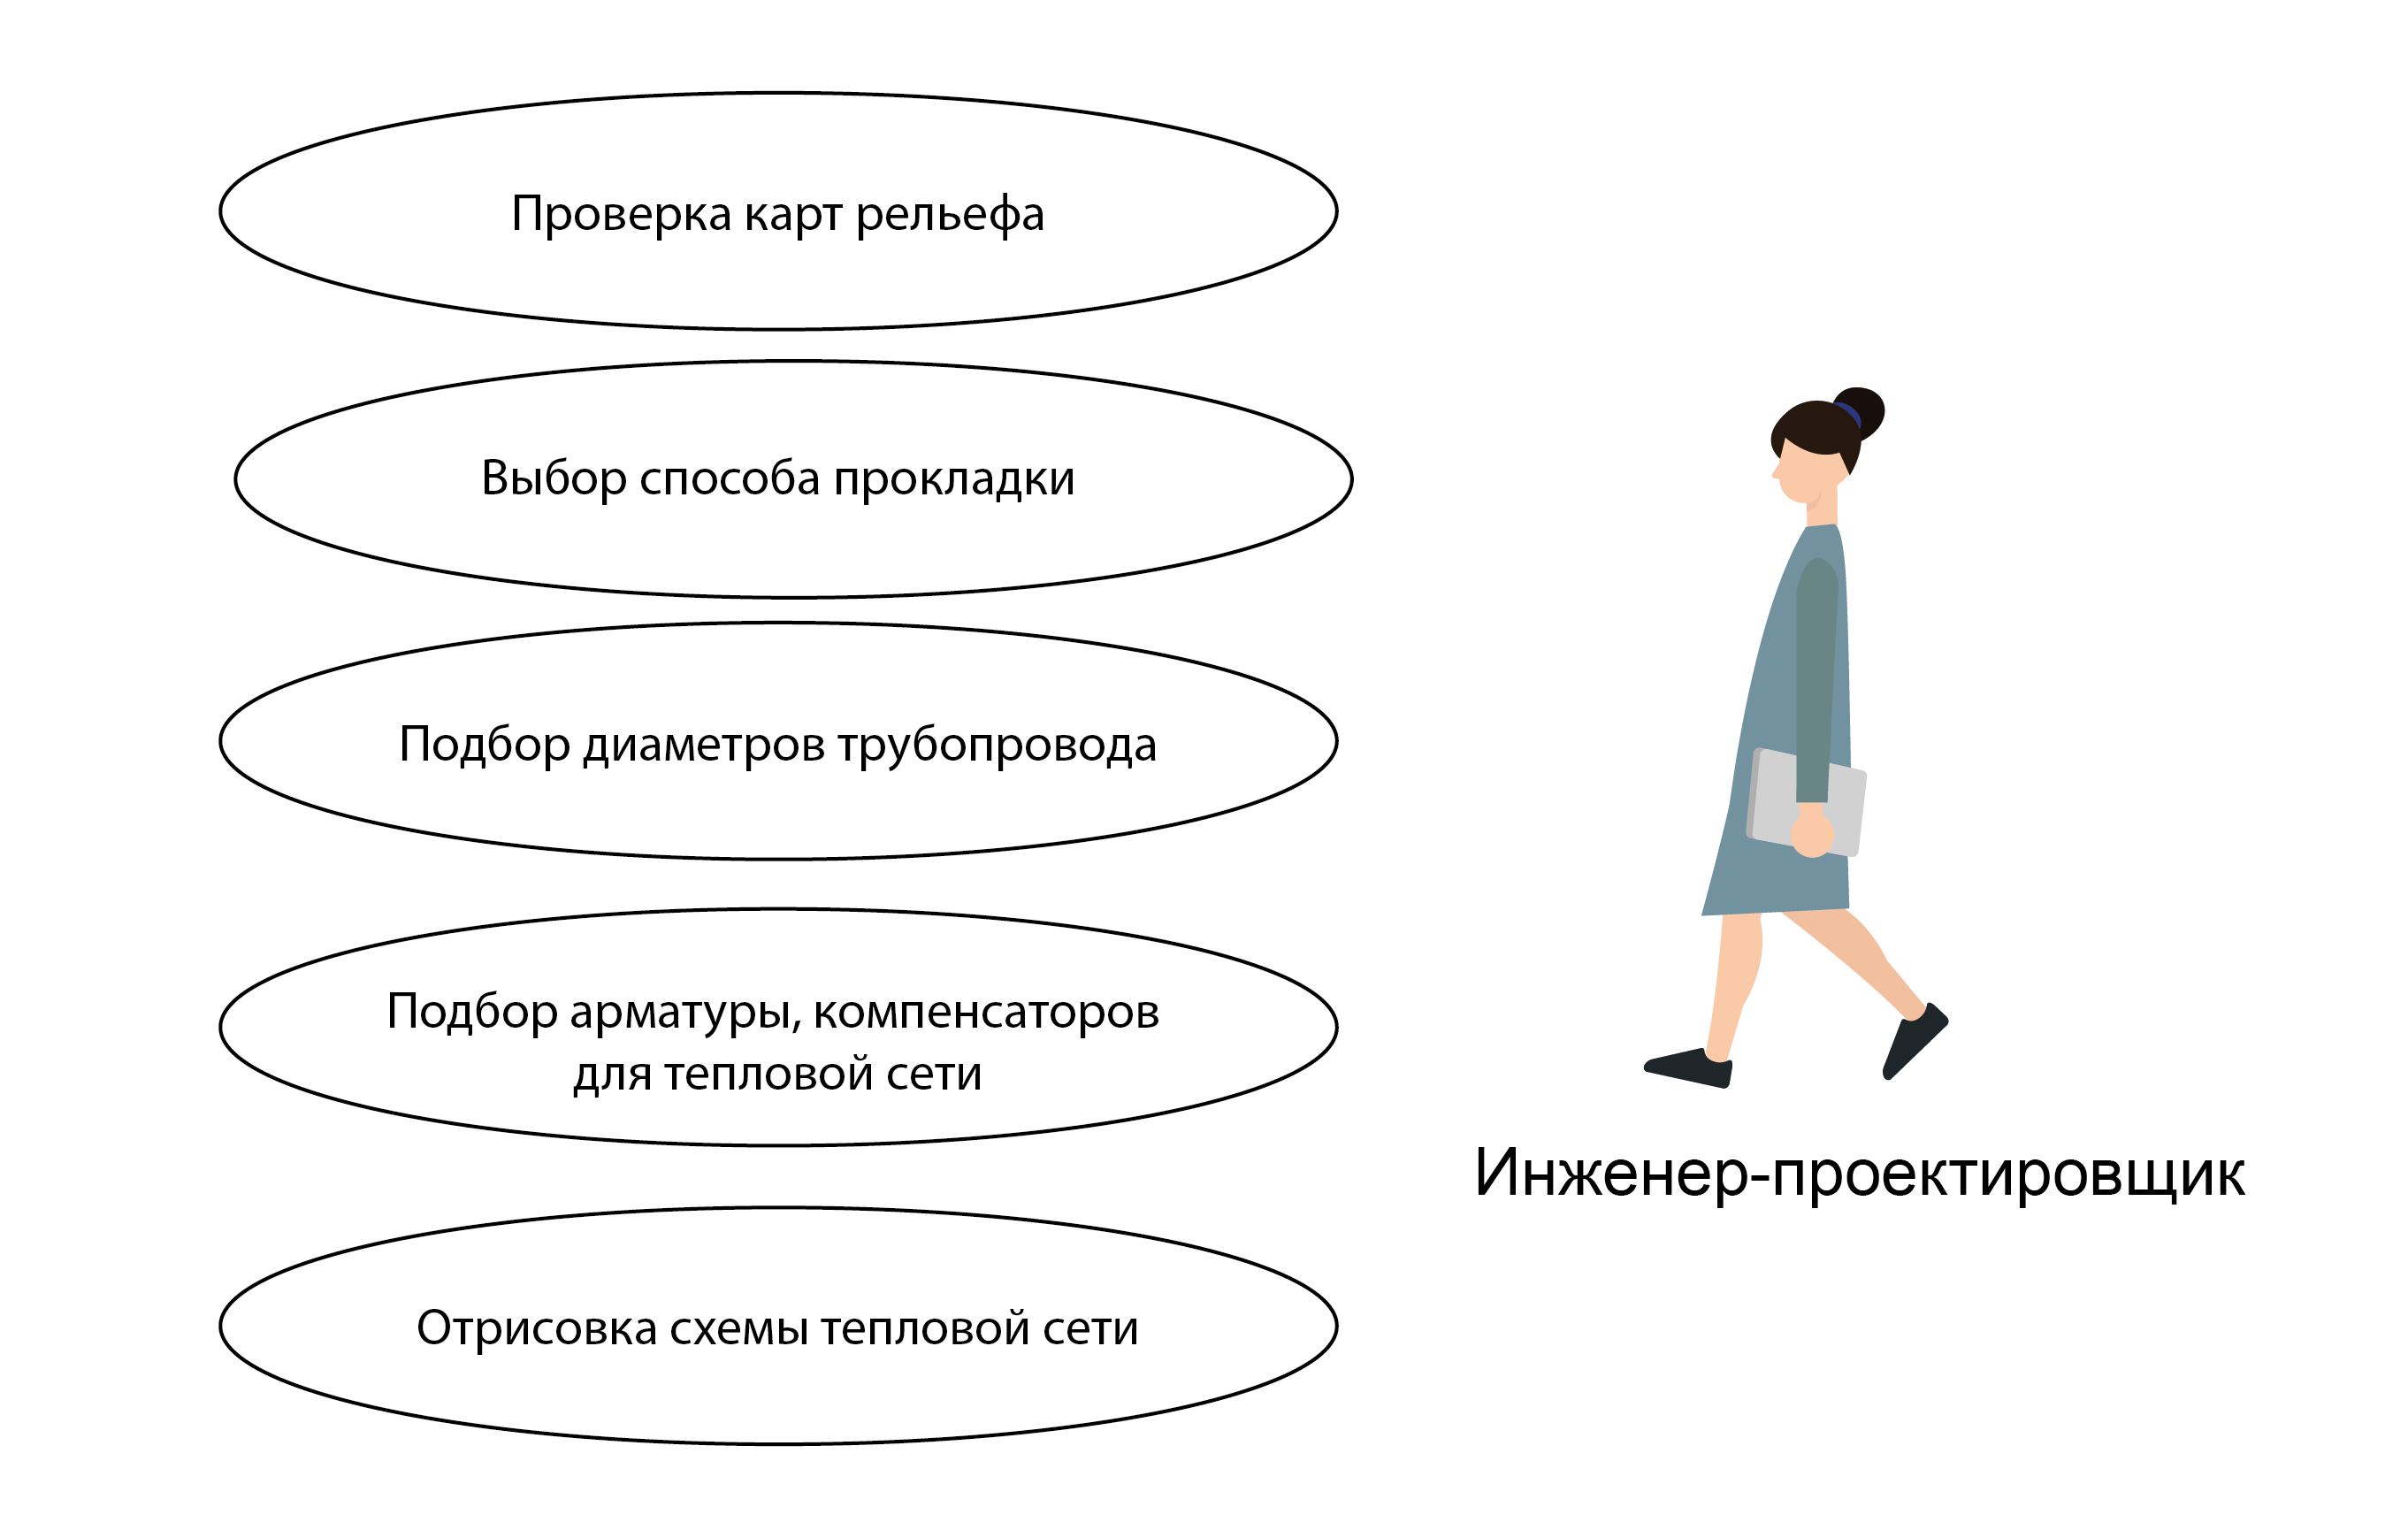 Проверка карт рельефа
Выбор способа прокладки
Подбор диаметров трубопровода
Подбор арматуры, компенсаторов
для тепловой сети
Отрисовка схемы тепловой сети
Инженер-проектировщик